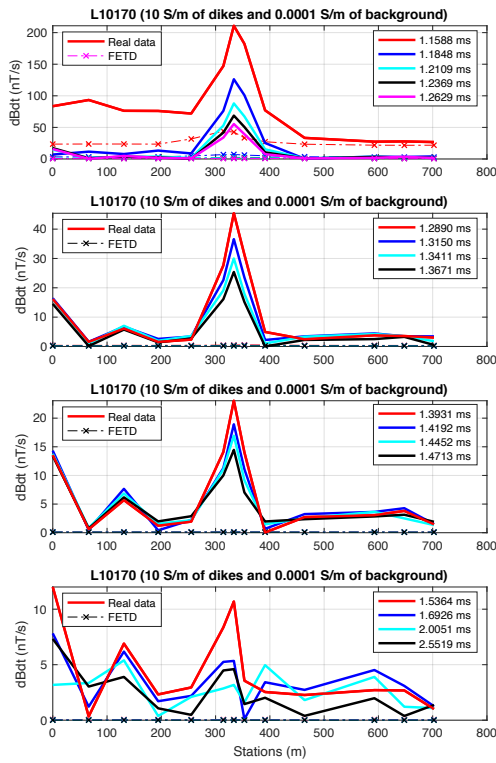 L10170 (10 S/m of dikes and 0.0001 S/m of background)
200
150
100
50
0
dBdt (nT/s)
Real data
FETD
1.1588 ms
1.1848 ms
1.2109 ms
1.2369 ms
1.2629 ms
0 100 200 300 400 500 600 700 800
L10170 (10 S/m of dikes and 0.0001 S/m of background)
40
30
20
10
0
dBdt (nT/s)
Real data
FETD
1.2890 ms
1.3150 ms
1.3411 ms
1.3671 ms
0 100 200 300 400 500 600 700 800
L10170 (10 S/m of dikes and 0.0001 S/m of background)
20
15
10
5
0
dBdt (nT/s)
Real data
FETD
1.3931 ms
1.4192 ms
1.4452 ms
1.4713 ms
0 100 200 300 400 500 600 700 800
L10170 (10 S/m of dikes and 0.0001 S/m of background)
10
5
0
dBdt (nT/s)
Real data
FETD
1.5364 ms
1.6926 ms
2.0051 ms
2.5519 ms
0 100 200 300 400 500 600 700 800
Stations (m)